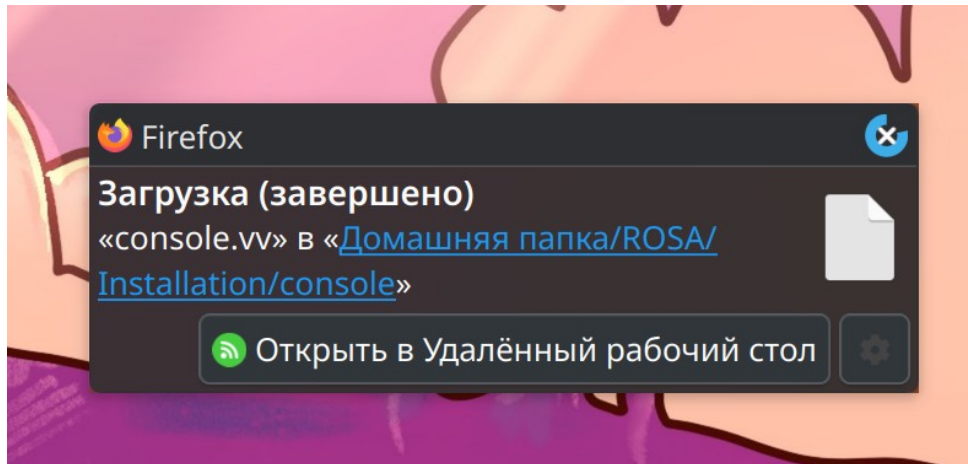 Firefox
Загрузка (завершено)
«console.vv» в «Домашняя папка/ROSA/
Installation/console»
Открыть в Удалённый рабочий стол